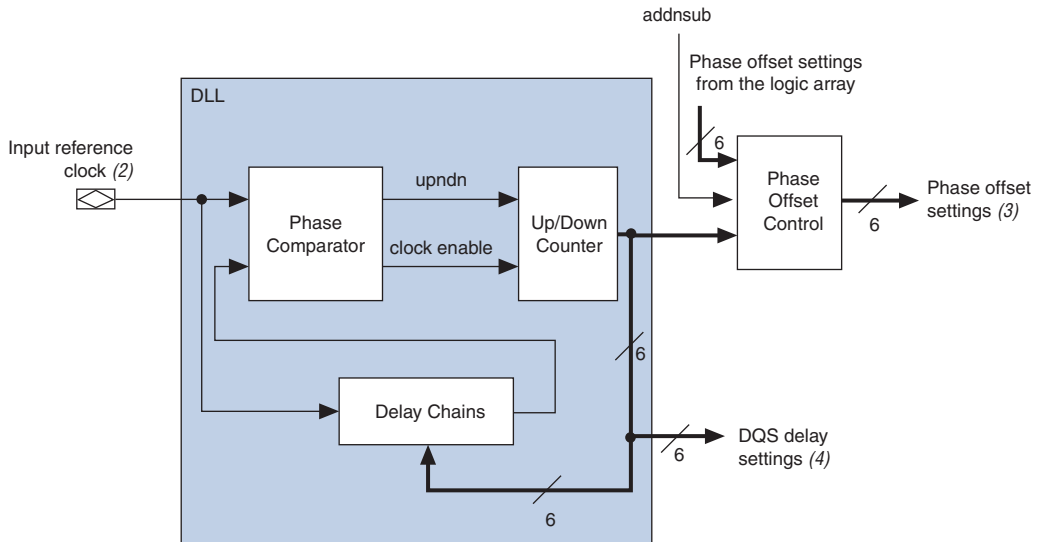 addnsub
Phase offset settings
from the logic array
DLL
6
Input reference
clock (2)
upndn
Phase
Comparator
clock enable
Up/Down
Counter
Phase
Offset
Control
6
Phase offset
settings (3)
6
Delay Chains
6
DQS delay
settings (4)
6